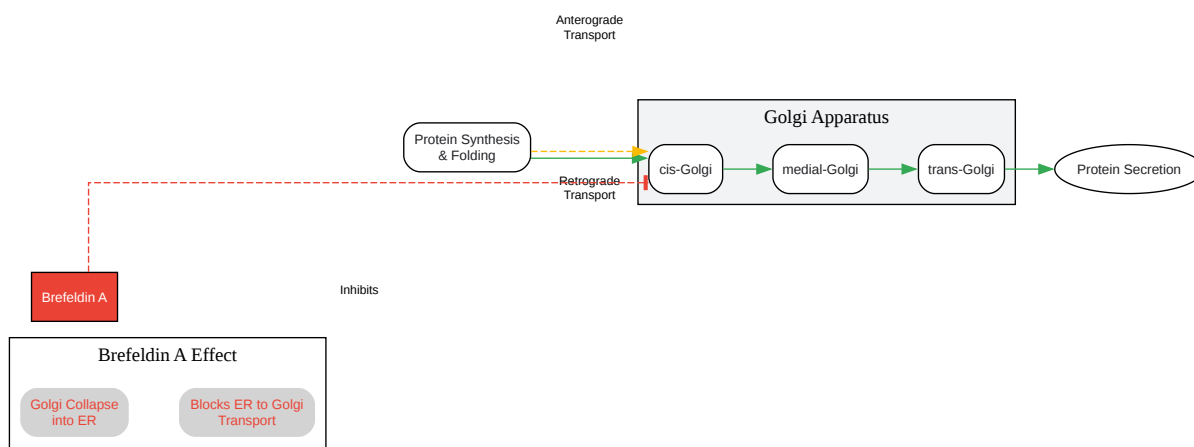 Anterograde
Transport
Golgi Apparatus
Protein Synthesis
& Folding
cis-Golgi
medial-Golgi
trans-Golgi
Protein Secretion
Retrograde
Transport
Brefeldin A
Inhibits
Brefeldin A Effect
Golgi Collapse
into ER
Blocks ER to Golgi
Transport